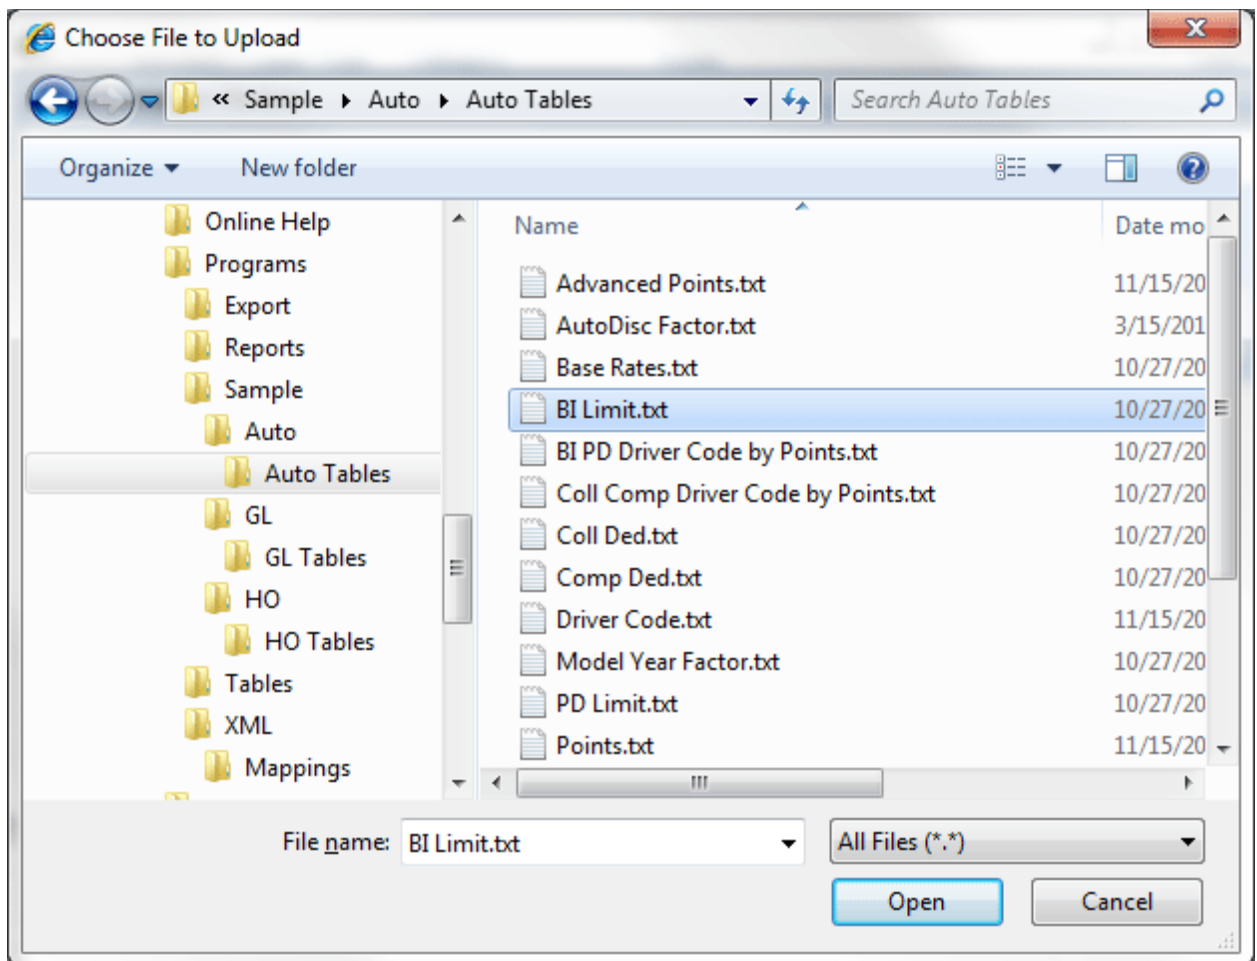 Choose File to Upload
« Sample Auto Auto Tables Search Auto Tables
Organize New folder
Online Help
Programs
Export
Reports
Sample
Auto
Auto Tables
GL
GL Tables
HO
HO Tables
Tables
XML
Mappings
Name Date mo
Advanced Points.txt 11/15/20
AutoDisc Factor.txt 3/15/201
Base Rates.txt 10/27/20
BI Limit.txt 10/27/20
BI PD Driver Code by Points.txt 10/27/20
Coll Comp Driver Code by Points.txt 10/27/20
Coll Ded.txt 10/27/20
Comp Ded.txt 10/27/20
Driver Code.txt 11/15/20
Model Year Factor.txt 10/27/20
PD Limit.txt 10/27/20
Points.txt 11/15/20
File name: BI Limit.txt All Files (*.*)
Open Cancel